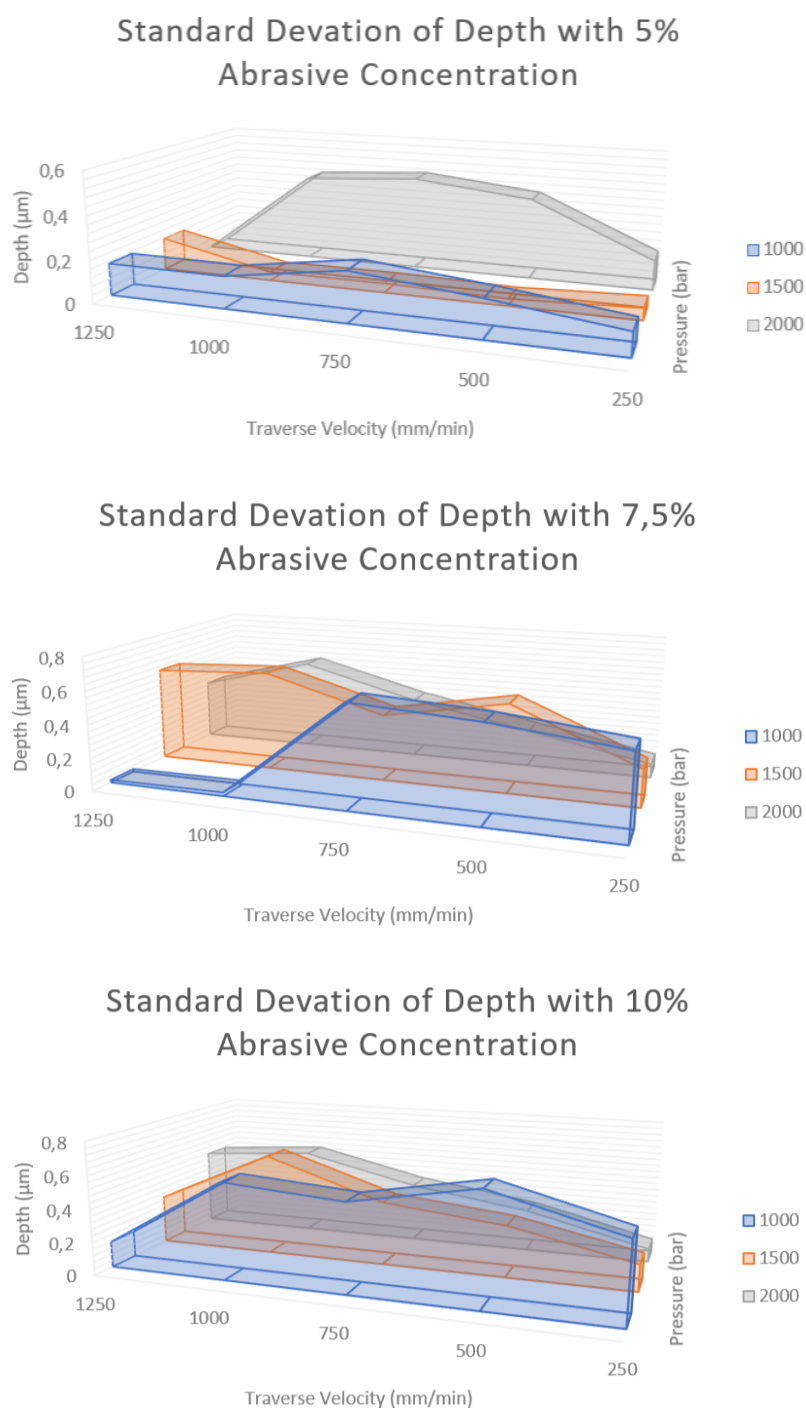 Standard Devation of Depth with 5%
Abrasive Concentration
0,6
0,4
0,2
0
Depth (µm)
1250
1000
750
500
250
Traverse Velocity (mm/min)
Pressure (bar)
1000
1500
2000
Standard Devation of Depth with 7,5%
Abrasive Concentration
0,8
0,6
0,4
0,2
0
Depth (µm)
1250
1000
750
500
250
Traverse Velocity (mm/min)
Pressure (bar)
1000
1500
2000
Standard Devation of Depth with 10%
Abrasive Concentration
0,8
0,6
0,4
0,2
0
Depth (µm)
1250
1000
750
500
250
Traverse Velocity (mm/min)
Pressure (bar)
1000
1500
2000